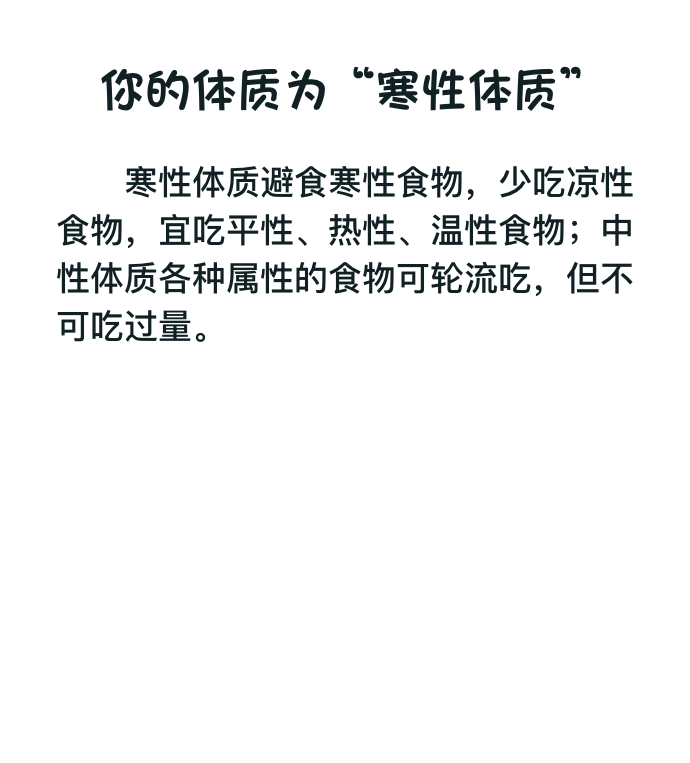 你的体质为“寒性体质”
寒性体质避食寒性食物，少吃凉性
食物，宜吃平性、热性、温性食物；中
性体质各种属性的食物可轮流吃，但不
可吃过量。